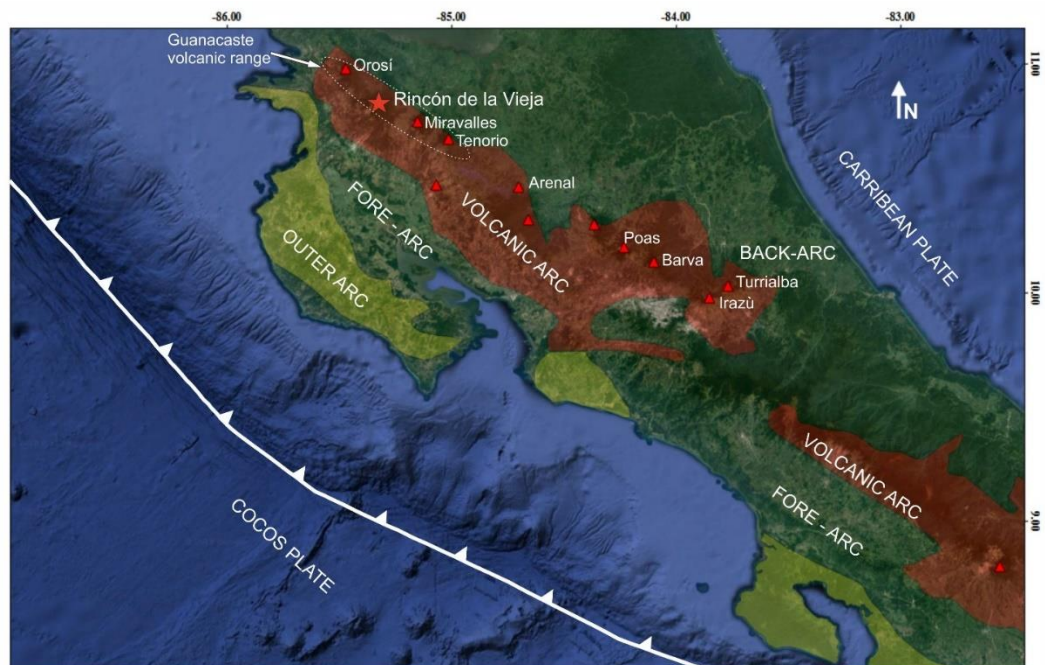 -86.00
-85.00
-84.00
-83.00
Guanacaste
volcanic range
Orosí
11.00
N
Rincón de la Vieja
Miravalles
Tenorio
CARRIBEAN PLATE
Arenal
FORE - ARC
VOLCANIC ARC
OUTER ARC
Poas
BACK-ARC
Barva
Turrialba
10.00
Irazù
VOLCANIC ARC
COCOS PLATE
FORE - ARC
9.00